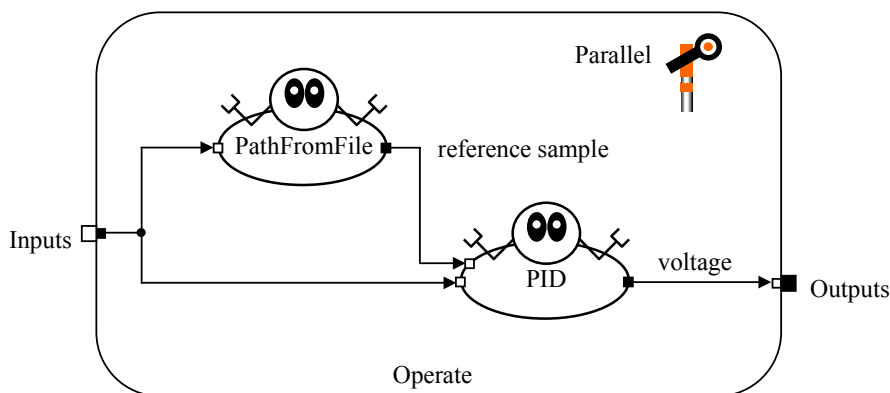 Parallel
PathFromFile
reference sample
Inputs
PID
voltage
Outputs
Operate